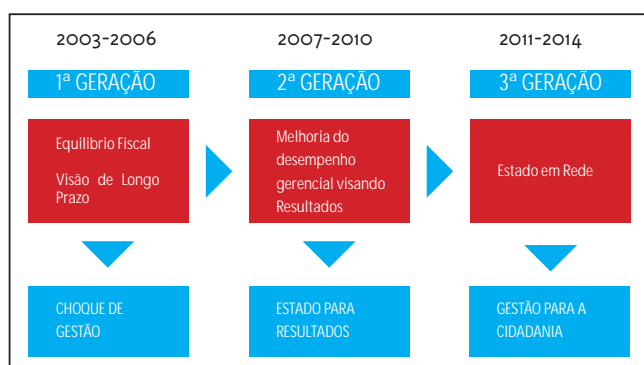 2003-2006
2007-2010
2011-2014
1ª GERAÇÃO
2ª GERAÇÃO
3ª GERAÇÃO
Equilibrio Fiscal
Visão de Longo
Prazo
Melhoria do
desempenho
gerencial visando
Resultados
Estado em Rede
CHOQUE DE
GESTÃO
ESTADO PARA
RESULTADOS
GESTÃO PARA A
CIDADANIA